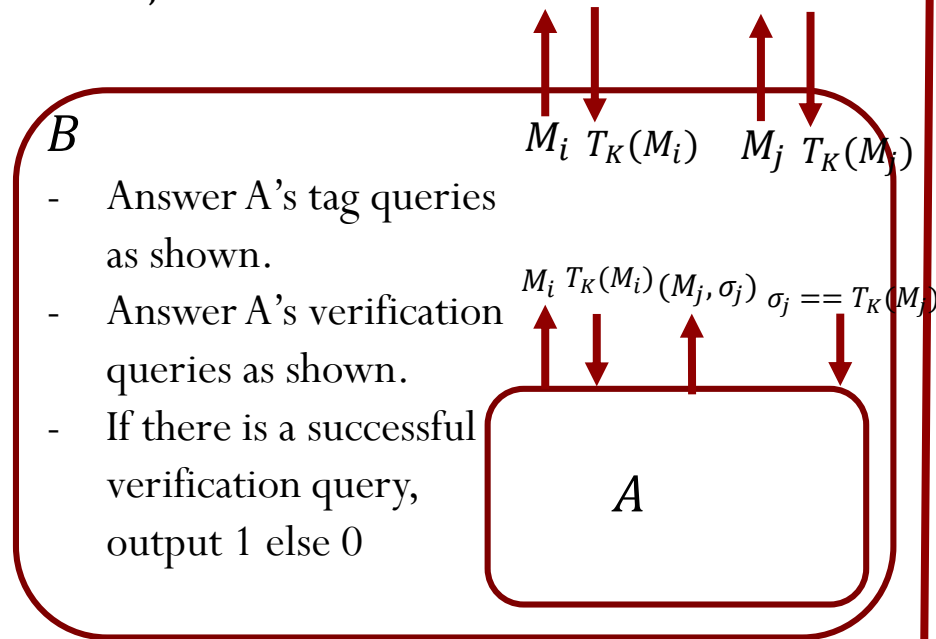 M_i T_K(M_i) M_j T_K(M_j)
B
- Answer A's tag queries
as shown.
M_i T_K(M_i) (M_j, σ_j) σ_j == T_K(M_j)
- Answer A's verification
queries as shown.
- If there is a successful
verification query,
output 1 else 0
A